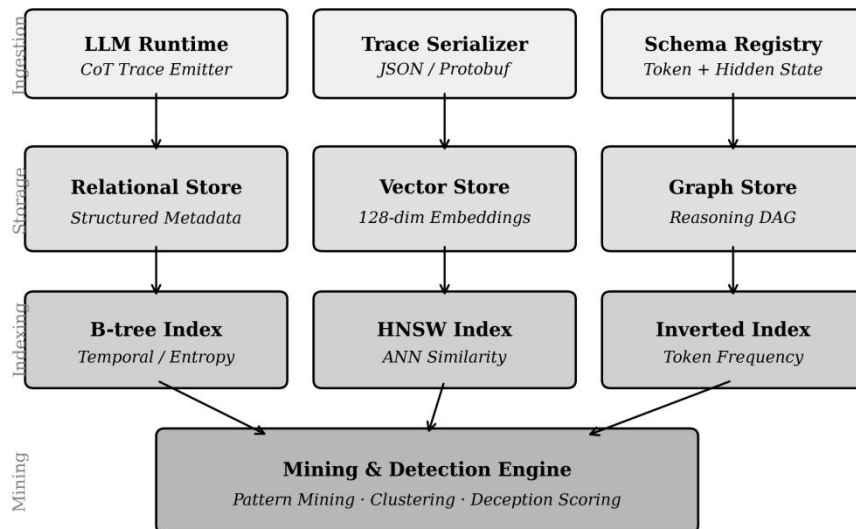 Ingestion
LLM Runtime
CoT Trace Emitter
Trace Serializer
JSON / Protobuf
Schema Registry
Token + Hidden State
Storage
Relational Store
Structured Metadata
Vector Store
128-dim Embeddings
Graph Store
Reasoning DAG
Indexing
B-tree Index
Temporal / Entropy
HNSW Index
ANN Similarity
Inverted Index
Token Frequency
Mining
Mining & Detection Engine
Pattern Mining · Clustering · Deception Scoring